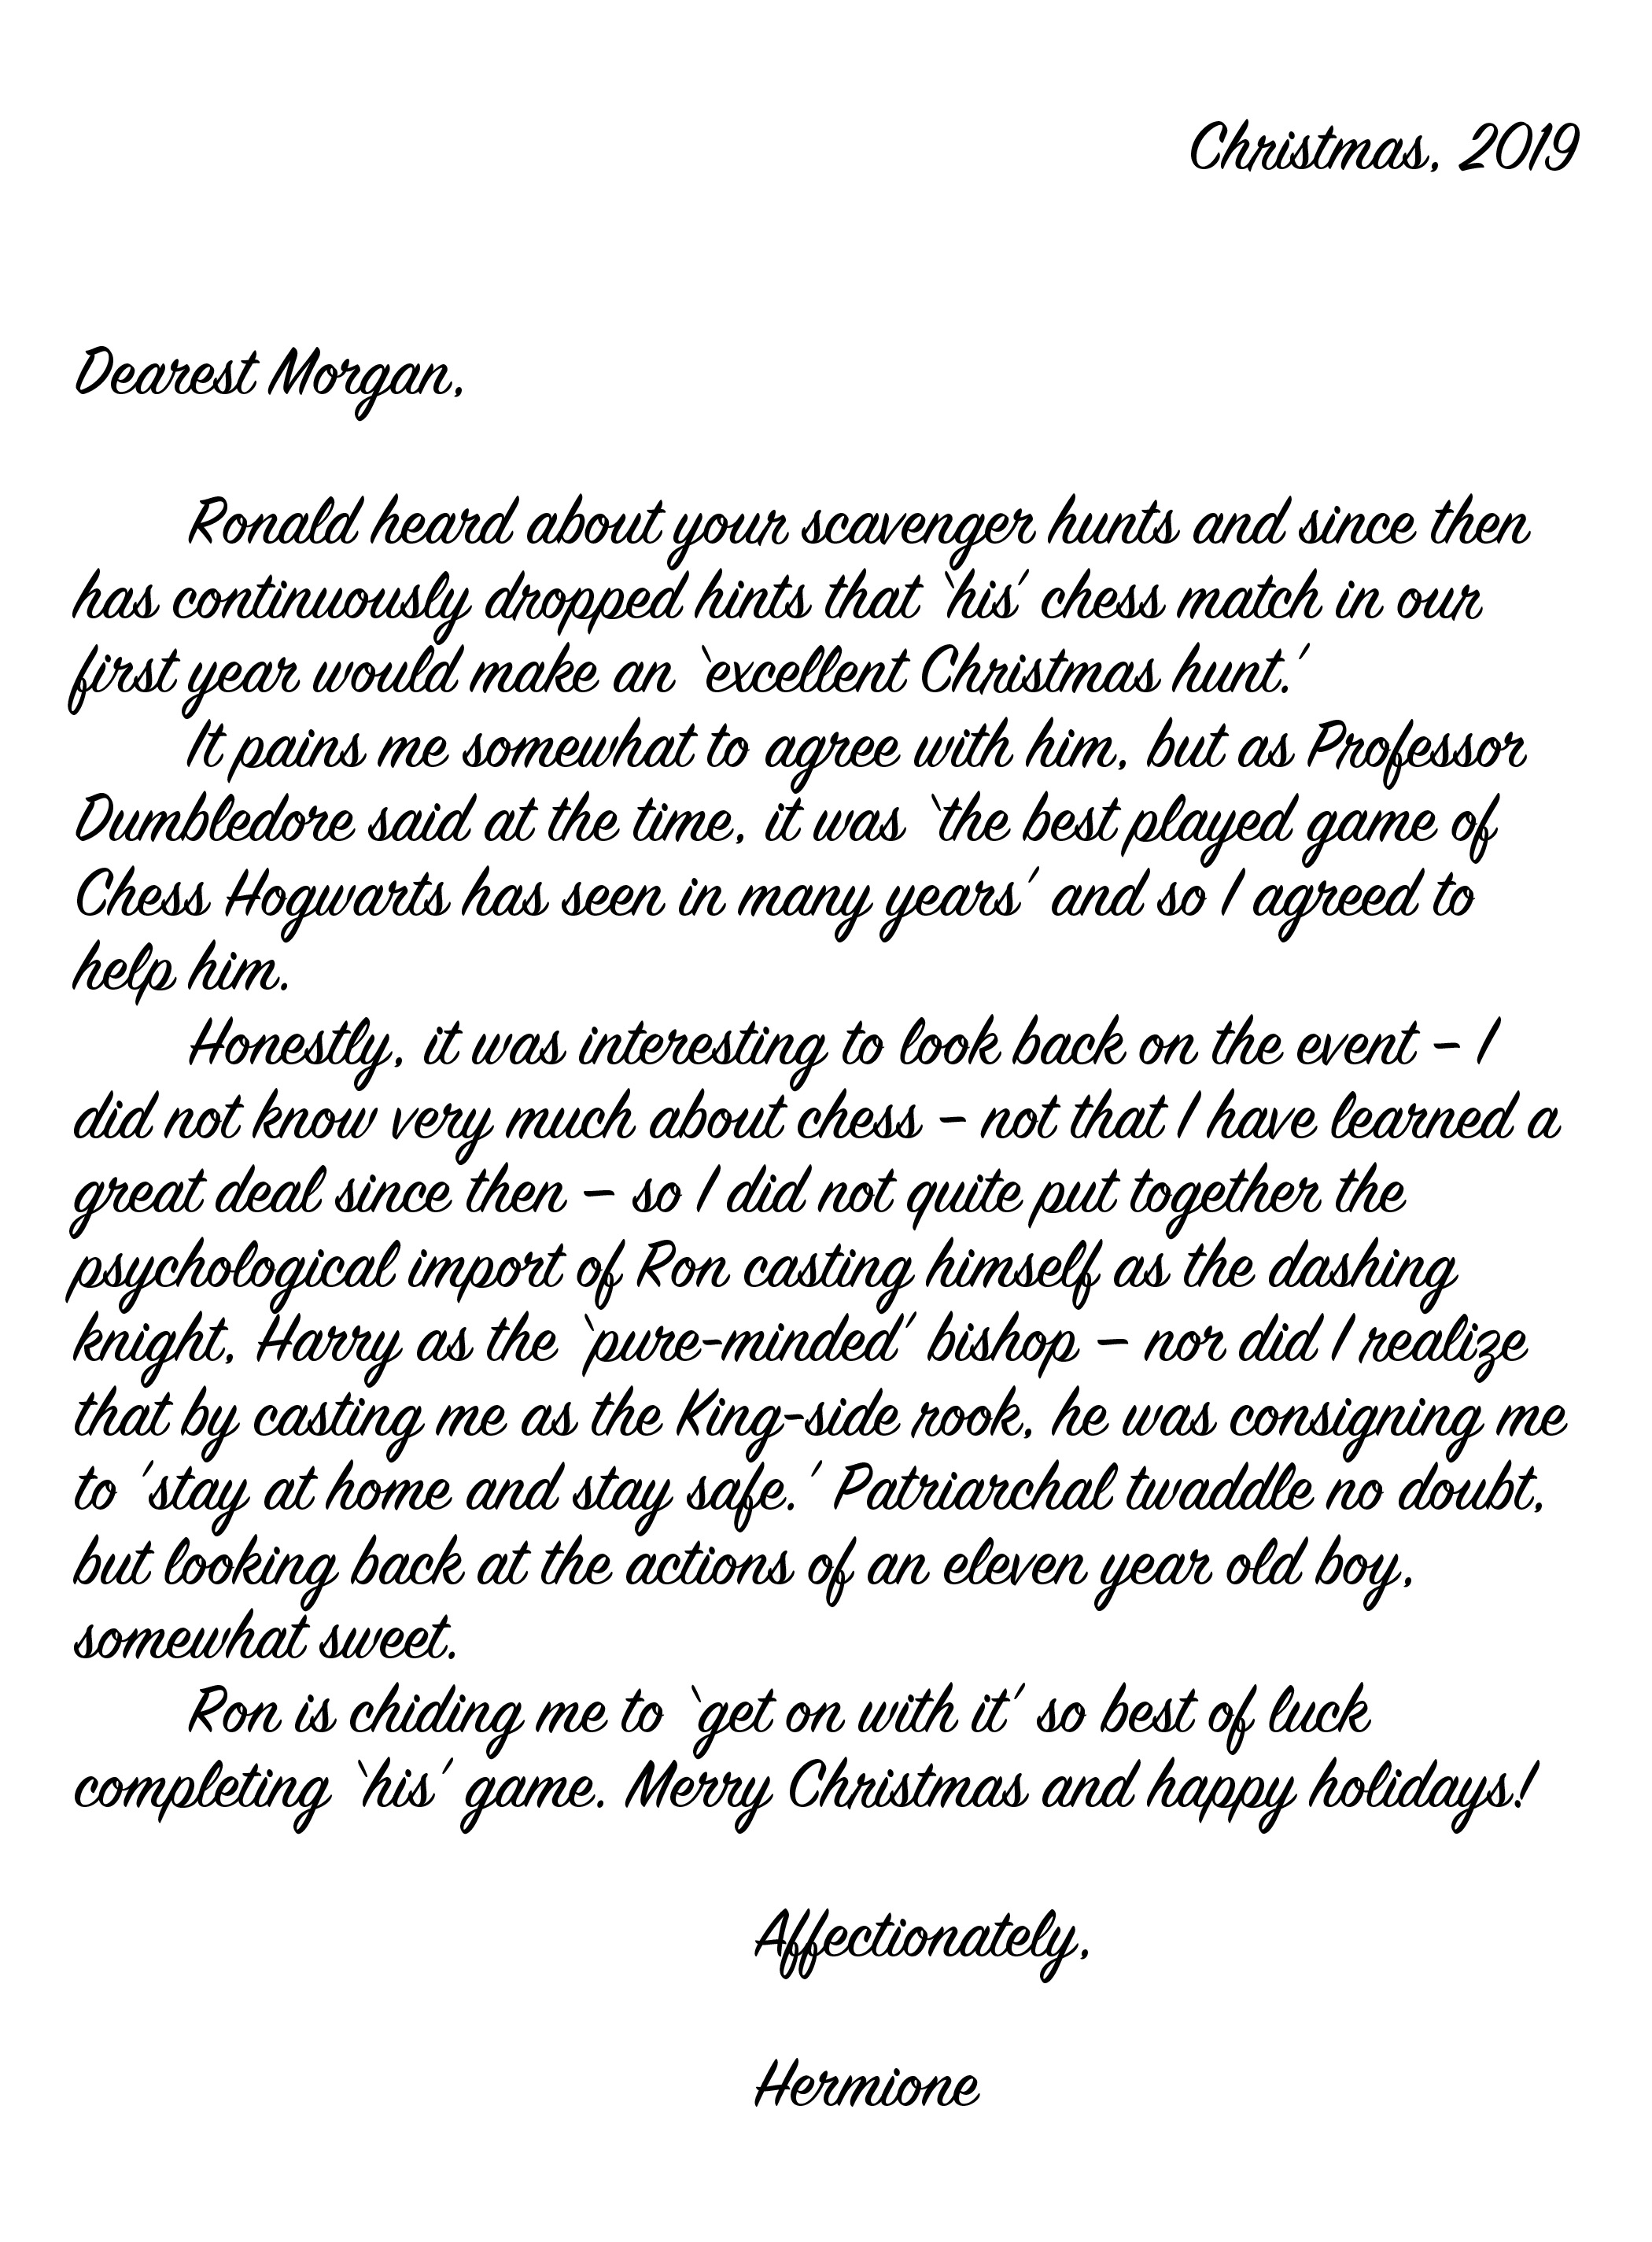 Christmas, 2019
Dearest Morgan,
Ronald heard about your scavenger hunts and since then
has continuously dropped hints that `his' chess match in our
first year would make an `excellent Christmas hunt.'
It pains me somewhat to agree with him, but as Professor
Dumbledore said at the time, it was `the best played game of
Chess Hogwarts has seen in many years' and so I agreed to
help him.
Honestly, it was interesting to look back on the event – I
did not know very much about chess – not that I have learned a
great deal since then – so I did not quite put together the
psychological import of Ron casting himself as the dashing
knight, Harry as the `pure-minded' bishop – nor did I realize
that by casting me as the King-side rook, he was consigning me
to 'stay at home and stay safe.' Patriarchal twaddle no doubt,
but looking back at the actions of an eleven year old boy,
somewhat sweet.
Ron is chiding me to `get on with it' so best of luck
completing `his' game. Merry Christmas and happy holidays!
Affectionately,
Hermione